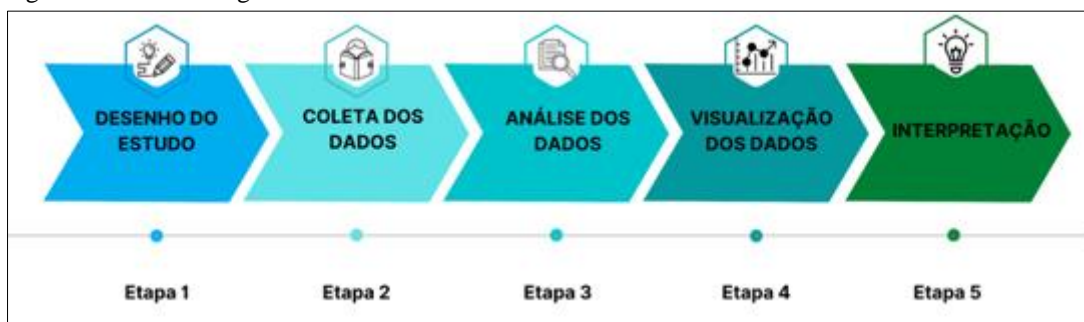 DESENHO DO
ESTUDO
COLETA DOS
DADOS
ANÁLISE DOS
DADOS
VISUALIZAÇÃO
DOS DADOS
INTERPRETAÇÃO
Etapa 1
Etapa 2
Etapa 3
Etapa 4
Etapa 5